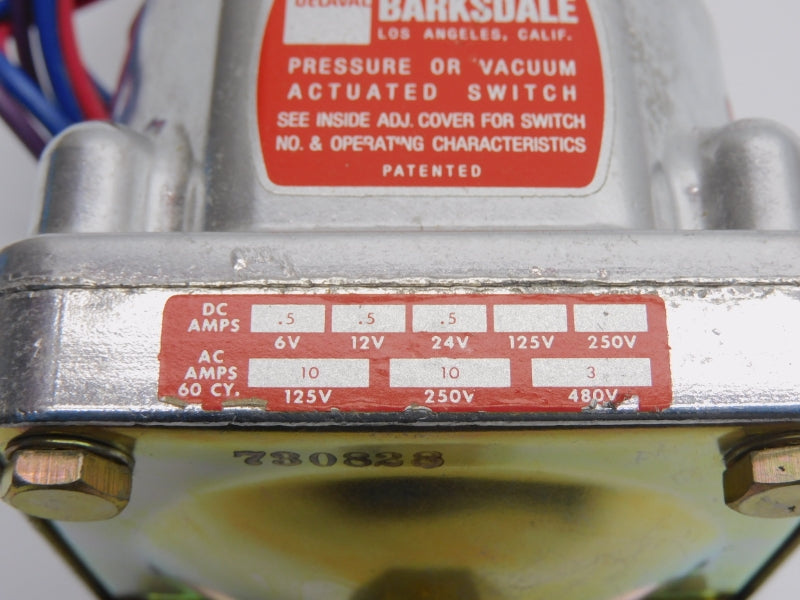 DELAVAL
BARKSDALE
LOS ANGELES, CALIF.
PRESSURE OR VACUUM
ACTUATED SWITCH
SEE INSIDE ADJ. COVER FOR SWITCH
NO. & OPERATING CHARACTERISTICS
PATENTED
DC AMPS .5 .5 .5
6V 12V 24V 125V 250V
AC AMPS 60 CY. 10 10 3
125V 250V 480V
730828